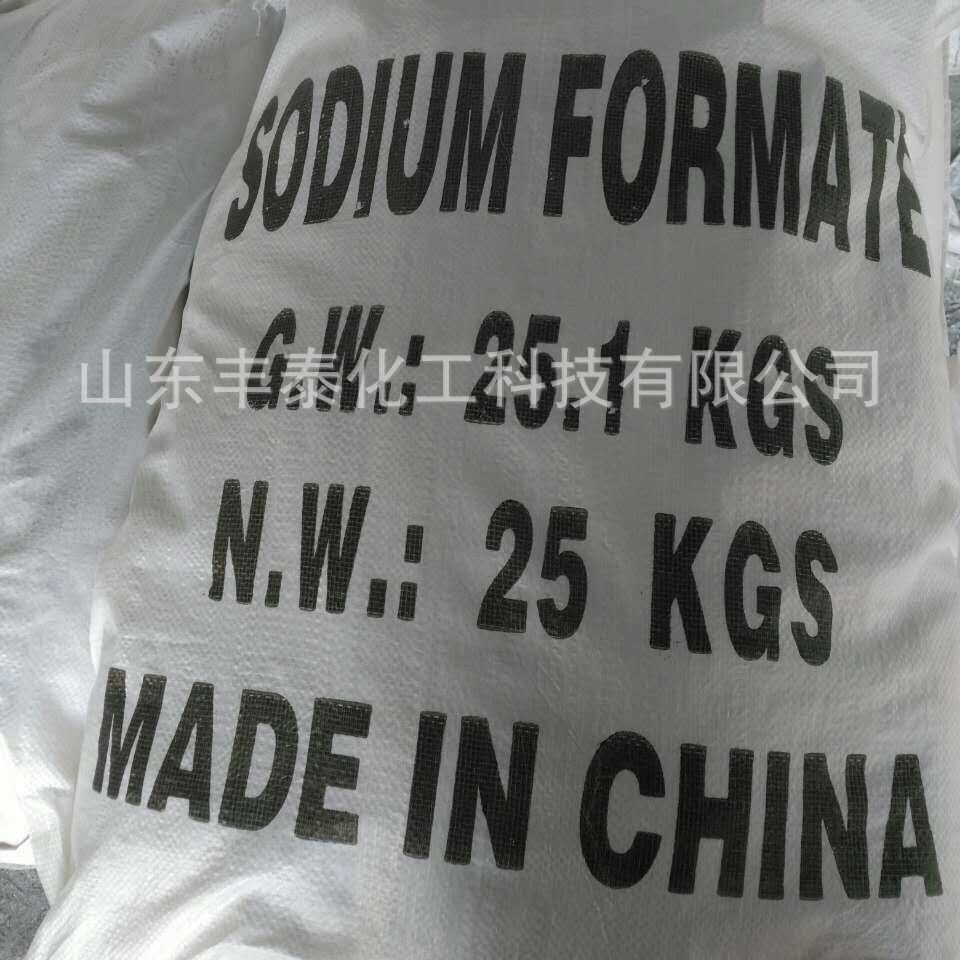 SODIUM FORMATE
G.W.: 25.1 KGS
山东丰泰化工科技有限公司
N.W.: 25 KGS
MADE IN CHINA